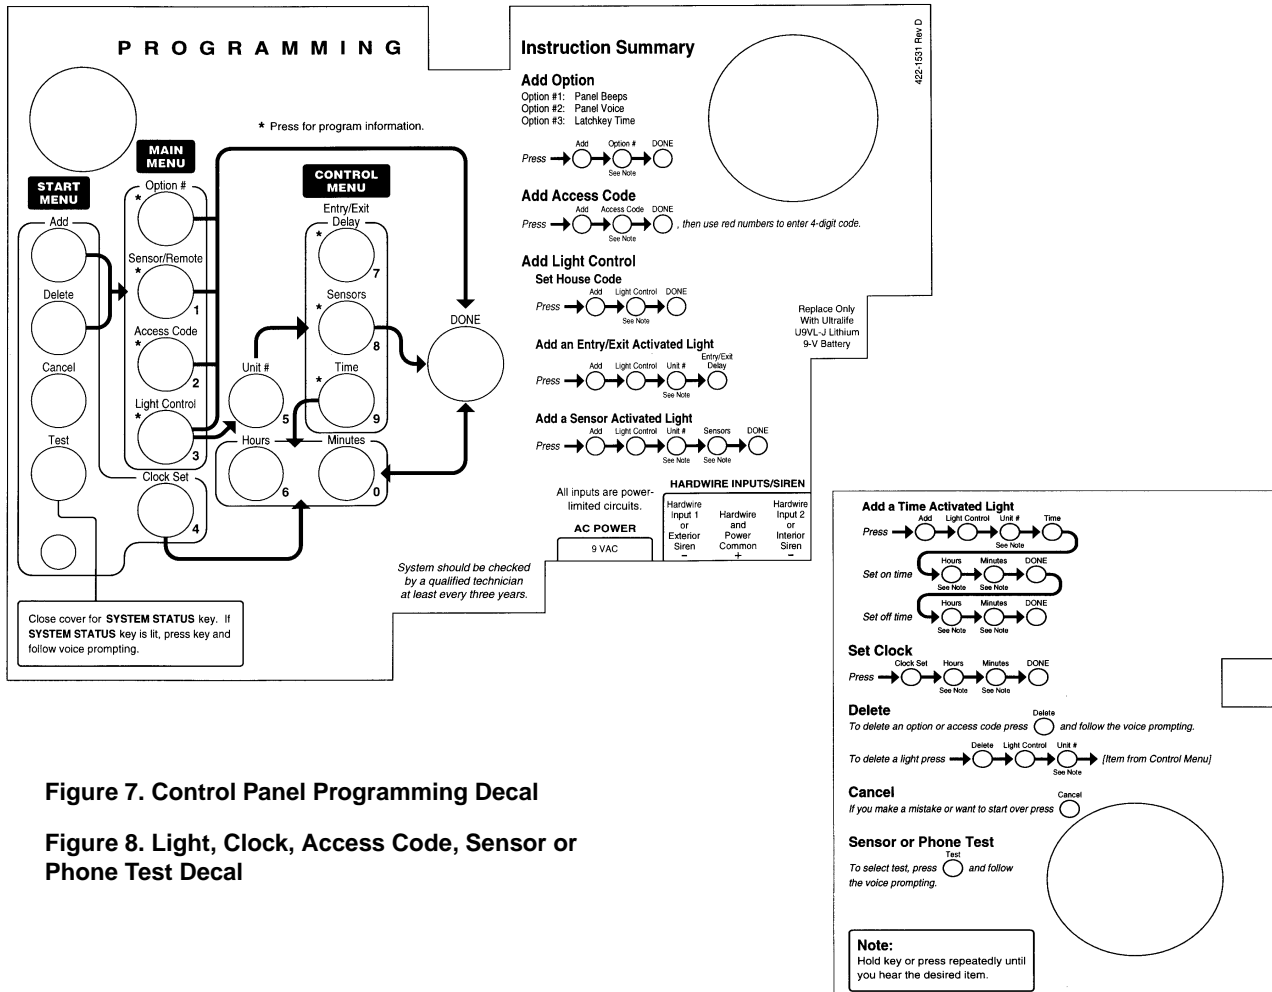 PROGRAMMING
* Press for program information.
MAIN
MENU
START
MENU
CONTROL
MENU
Option #
*
Add
Sensor/Remote
*
1
Delete
Access Code
*
2
Cancel
Light Control
*
3
Test
Clock Set
4
Entry/Exit
Delay
*
7
Sensors
*
8
Unit #
5
Time
*
9
Hours
6
Minutes
0
DONE
Close cover for SYSTEM STATUS key. If
SYSTEM STATUS key is lit, press key and
follow voice prompting.
Instruction Summary
Add Option
Option #1: Panel Beeps
Option #2: Panel Voice
Option #3: Latchkey Time
Add Option # DONE
Press
See Note
Add Access Code
Add Access Code DONE
Press , then use red numbers to enter 4-digit code.
See Note
Add Light Control
Set House Code
Add Light Control DONE
Press
See Note
Add an Entry/Exit Activated Light
Add Light Control Unit # Entry/Exit
Delay
Press
See Note
Add a Sensor Activated Light
Add Light Control Unit # Sensors DONE
Press
See Note See Note
422-1531 Rev D
Replace Only
With Ultralife
U9VL-J Lithium
9-V Battery
All inputs are power-
limited circuits.
AC POWER
9 VAC
HARDWIRE INPUTS/SIREN
Hardwire
Input 1
or
Exterior
Siren
–
Hardwire
and
Power
Common
+
Hardwire
Input 2
or
Interior
Siren
–
System should be checked
by a qualified technician
at least every three years.
Add a Time Activated Light
Add Light Control Unit # Time
Press
See Note
Hours Minutes DONE
Set on time
See Note See Note
Hours Minutes DONE
Set off time
See Note See Note
Set Clock
Clock Set Hours Minutes DONE
Press
See Note See Note
Delete
Delete
To delete an option or access code press and follow the voice prompting.
Delete Light Control Unit #
To delete a light press [Item from Control Menu]
See Note
Cancel
Cancel
If you make a mistake or want to start over press
Sensor or Phone Test
Test
To select test, press and follow
the voice prompting.
Note:
Hold key or press repeatedly until
you hear the desired item.
Figure 7. Control Panel Programming Decal
Figure 8. Light, Clock, Access Code, Sensor or
Phone Test Decal